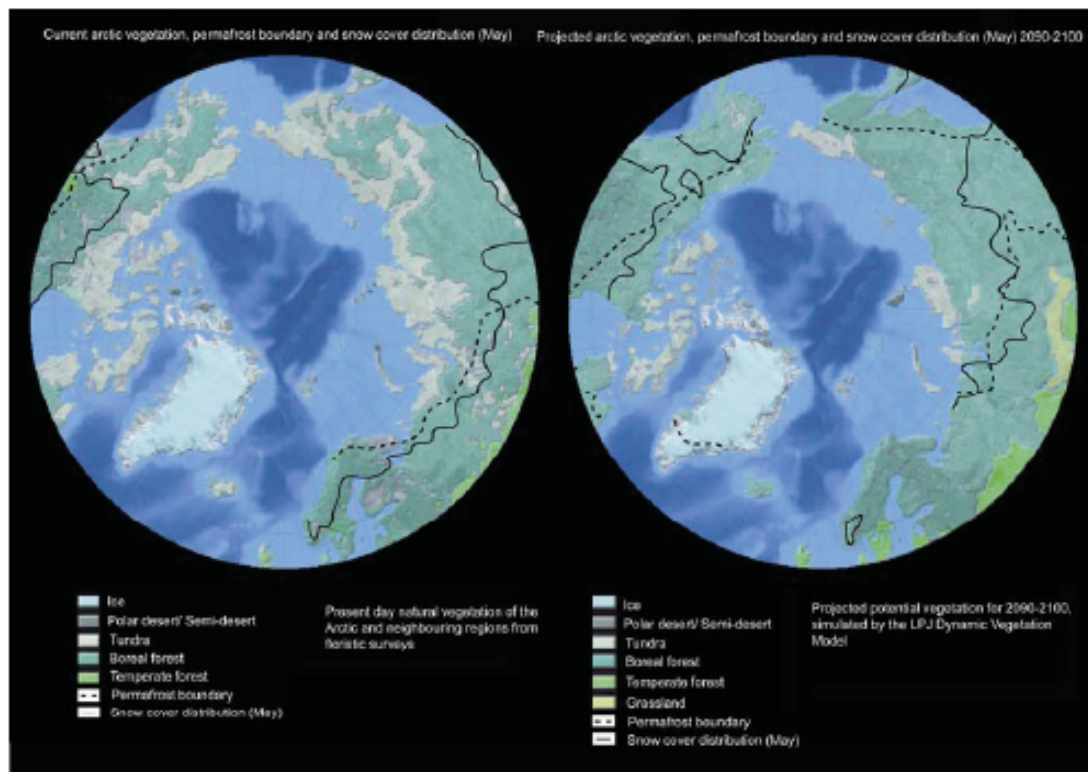 Current arctic vegetation, permafrost boundary and snow cover distribution (May)
Projected arctic vegetation, permafrost boundary and snow cover distribution (May) 2090-2100
Ice
Polar desert/ Semi-desert
Tundra
Boreal forest
Temperate forest
Permafrost boundary
Snow cover distribution (May)
Present day natural vegetation of the
Arctic and neighbouring regions from
floristic surveys
Ice
Polar desert/ Semi-desert
Tundra
Boreal forest
Temperate forest
Grassland
Permafrost boundary
Snow cover distribution (May)
Projected potential vegetation for 2090-2100,
simulated by the LPJ Dynamic Vegetation
Model